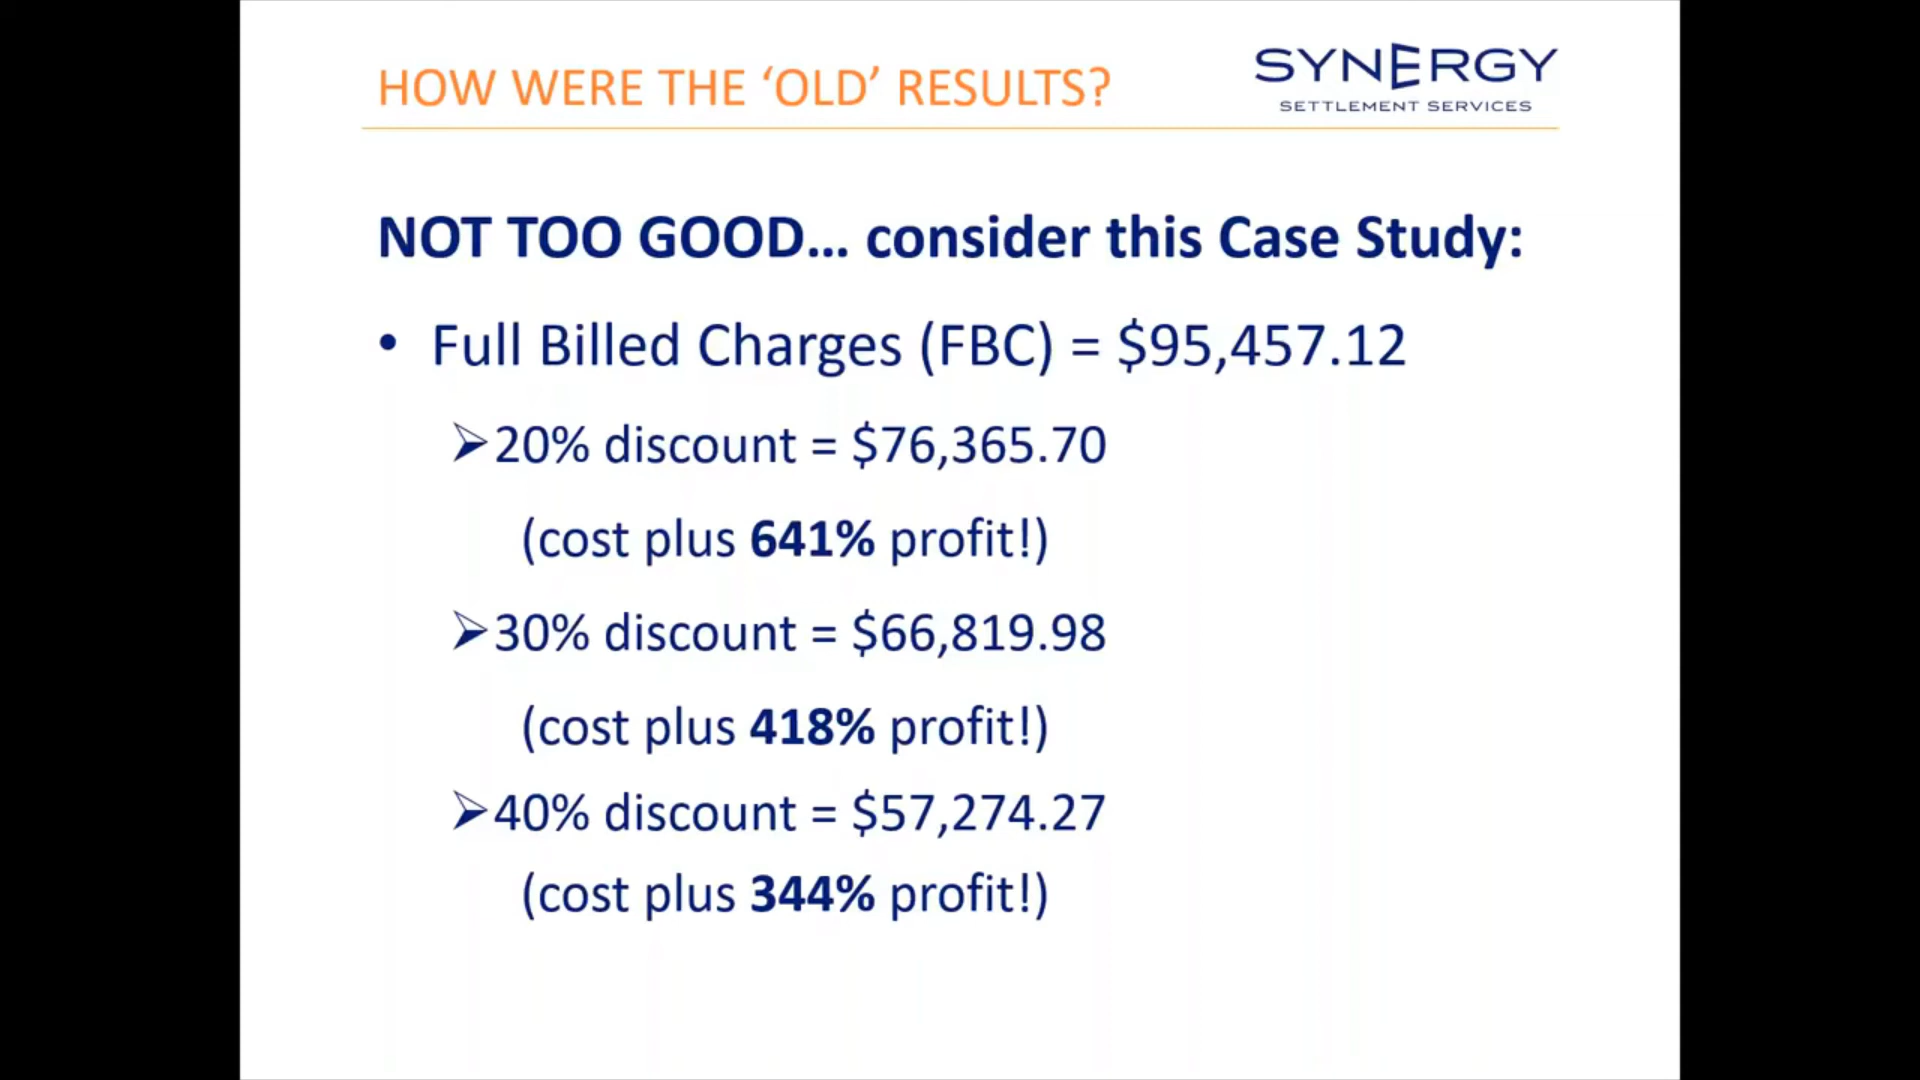 HOW WERE THE ‘OLD’ RESULTS?
SYNERGY
SETTLEMENT SERVICES
NOT TOO GOOD... consider this Case Study:
• Full Billed Charges (FBC) = $95,457.12
➢20% discount = $76,365.70
(cost plus 641% profit!)
➢30% discount = $66,819.98
(cost plus 418% profit!)
➢40% discount = $57,274.27
(cost plus 344% profit!)